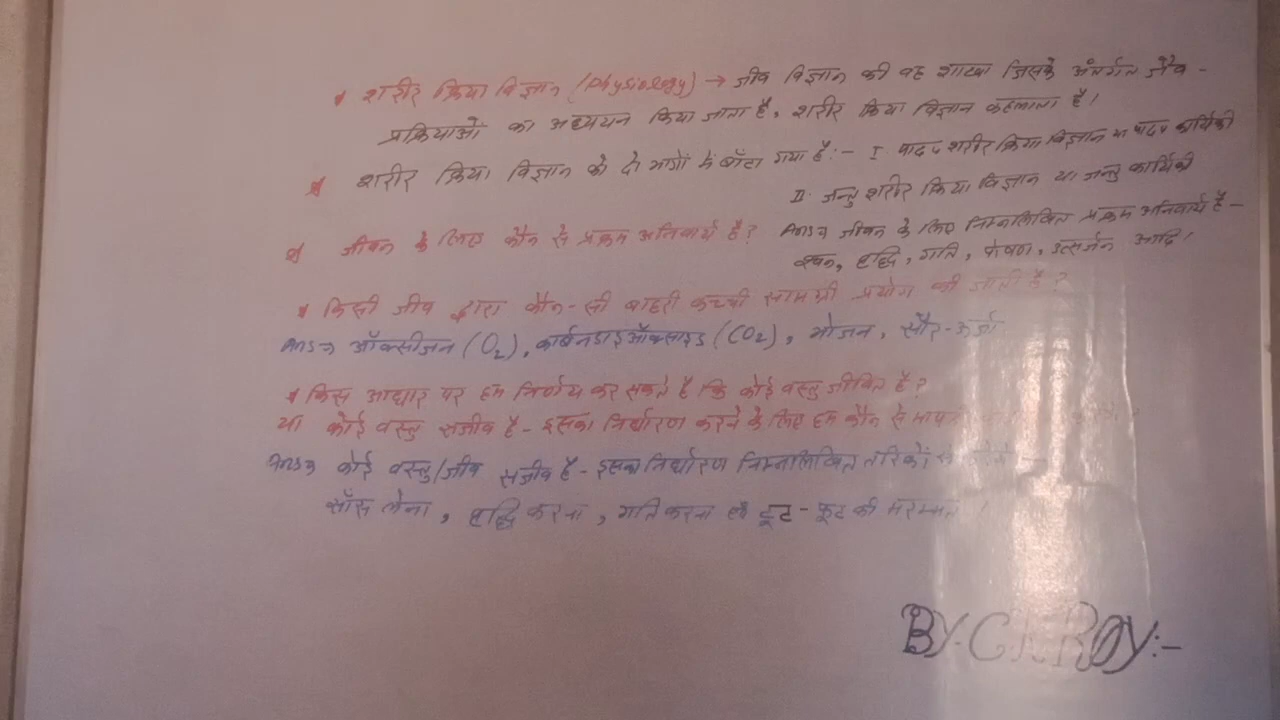 * शरीर क्रिया विज्ञान (Physiology) → जीव विज्ञान की वह शाखा जिसके अंतर्गत जैव -
प्रक्रियाओं का अध्ययन किया जाता है, शरीर क्रिया विज्ञान कहलाता है।
* शरीर क्रिया विज्ञान को दो भागों में बाँटा गया है:- I. पादप शरीर क्रिया विज्ञान या पादप कार्यिकी
II. जन्तु शरीर क्रिया विज्ञान या जन्तु कार्यिकी
* जीवन के लिए कौन से प्रक्रम अनिवार्य है? Ans→ जीवन के लिए निम्नलिखित प्रक्रम अनिवार्य है -
श्वसन, वृद्धि, गति, पोषण, उत्सर्जन आदि।
* किसी जीव द्वारा कौन-सी बाहरी कच्ची सामग्री प्रयोग की जाती है?
Ans→ ऑक्सीजन (O₂), कार्बनडाइऑक्साइड (CO₂), भोजन, सौर-ऊर्जा
* किस आधार पर हम निर्णय कर सकते है कि कोई वस्तु जीवित है?
या कोई वस्तु सजीव है - इसका निर्धारण करने के लिए हम कौन से
Ans→ कोई वस्तु/जीव सजीव है - इसका निर्धारण निम्नलिखित तरिकों से
साँस लेना, वृद्धि करना, गति करना एवं टूट-फूट की मरम्मत।
BY:- G.K. ROY:-